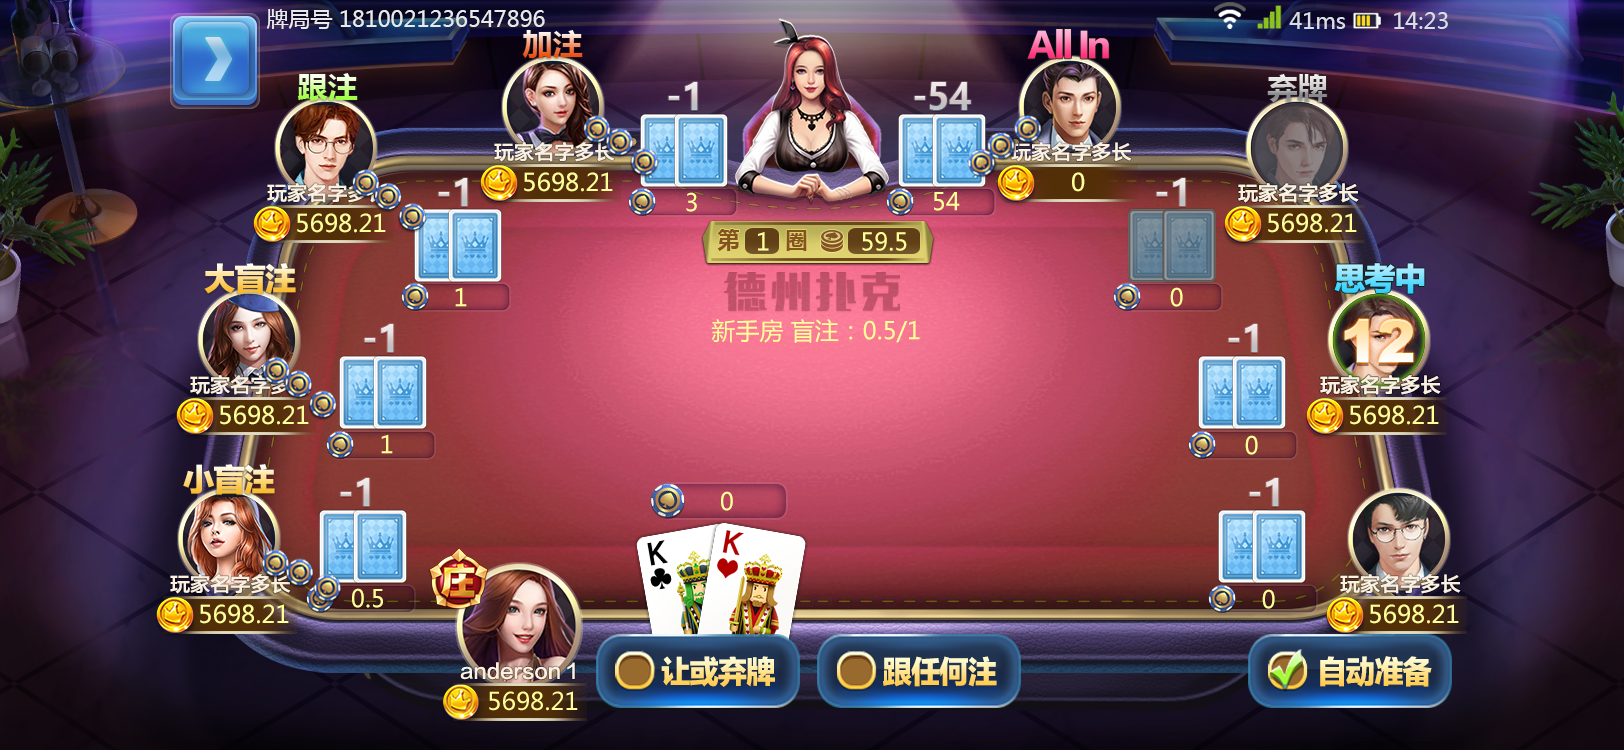 牌局号 1810021236547896
41ms
14:23
加注
All In
跟注
弃牌
-1
-54
玩家名字多长
5698.21
3
54
玩家名字多长
0
玩家名字多
5698.21
-1
-1
玩家名字多长
5698.21
第 1 圈 59.5
德州扑克
新手房 盲注：0.5/1
1
0
大盲注
思考中
12
-1
-1
玩家名字多
5698.21
玩家名字多长
5698.21
1
0
小盲注
-1
-1
0
K
K
玩家名字多长
5698.21
0.5
庄
0
玩家名字多长
5698.21
anderson 1
5698.21
让或弃牌
跟任何注
自动准备